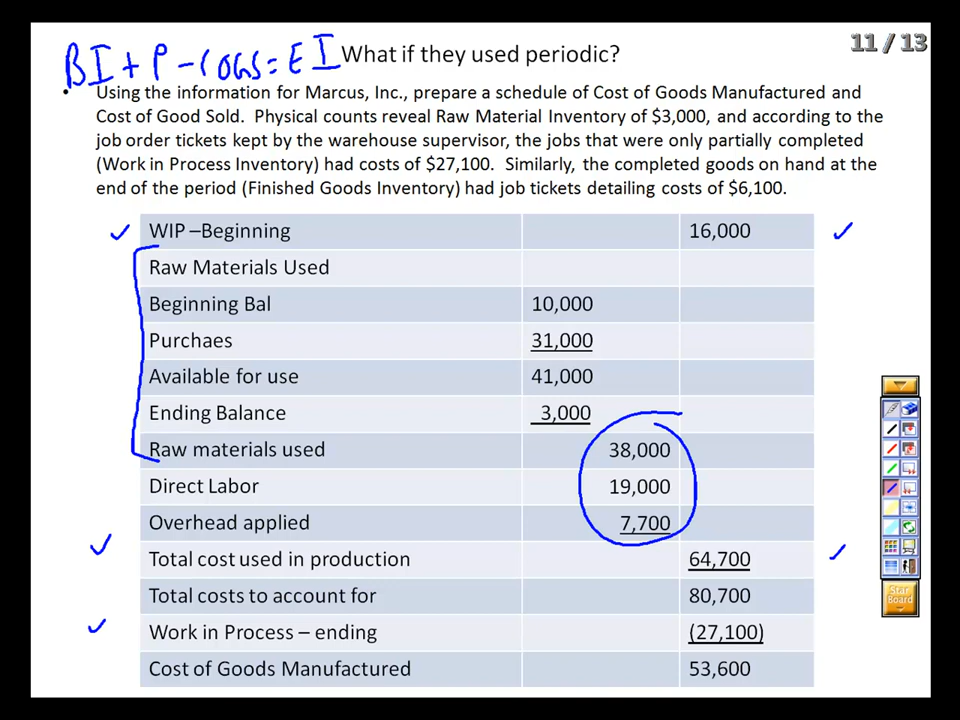 11 / 13
BI + P - COGS = EI What if they used periodic?
• Using the information for Marcus, Inc., prepare a schedule of Cost of Goods Manufactured and
Cost of Good Sold. Physical counts reveal Raw Material Inventory of $3,000, and according to the
job order tickets kept by the warehouse supervisor, the jobs that were only partially completed
(Work in Process Inventory) had costs of $27,100. Similarly, the completed goods on hand at the
end of the period (Finished Goods Inventory) had job tickets detailing costs of $6,100.
WIP –Beginning 16,000
Raw Materials Used
Beginning Bal 10,000
Purchaes 31,000
Available for use 41,000
Ending Balance 3,000
Raw materials used 38,000
Direct Labor 19,000
Overhead applied 7,700
Total cost used in production 64,700
Total costs to account for 80,700
Work in Process – ending (27,100)
Cost of Goods Manufactured 53,600
Star
Board